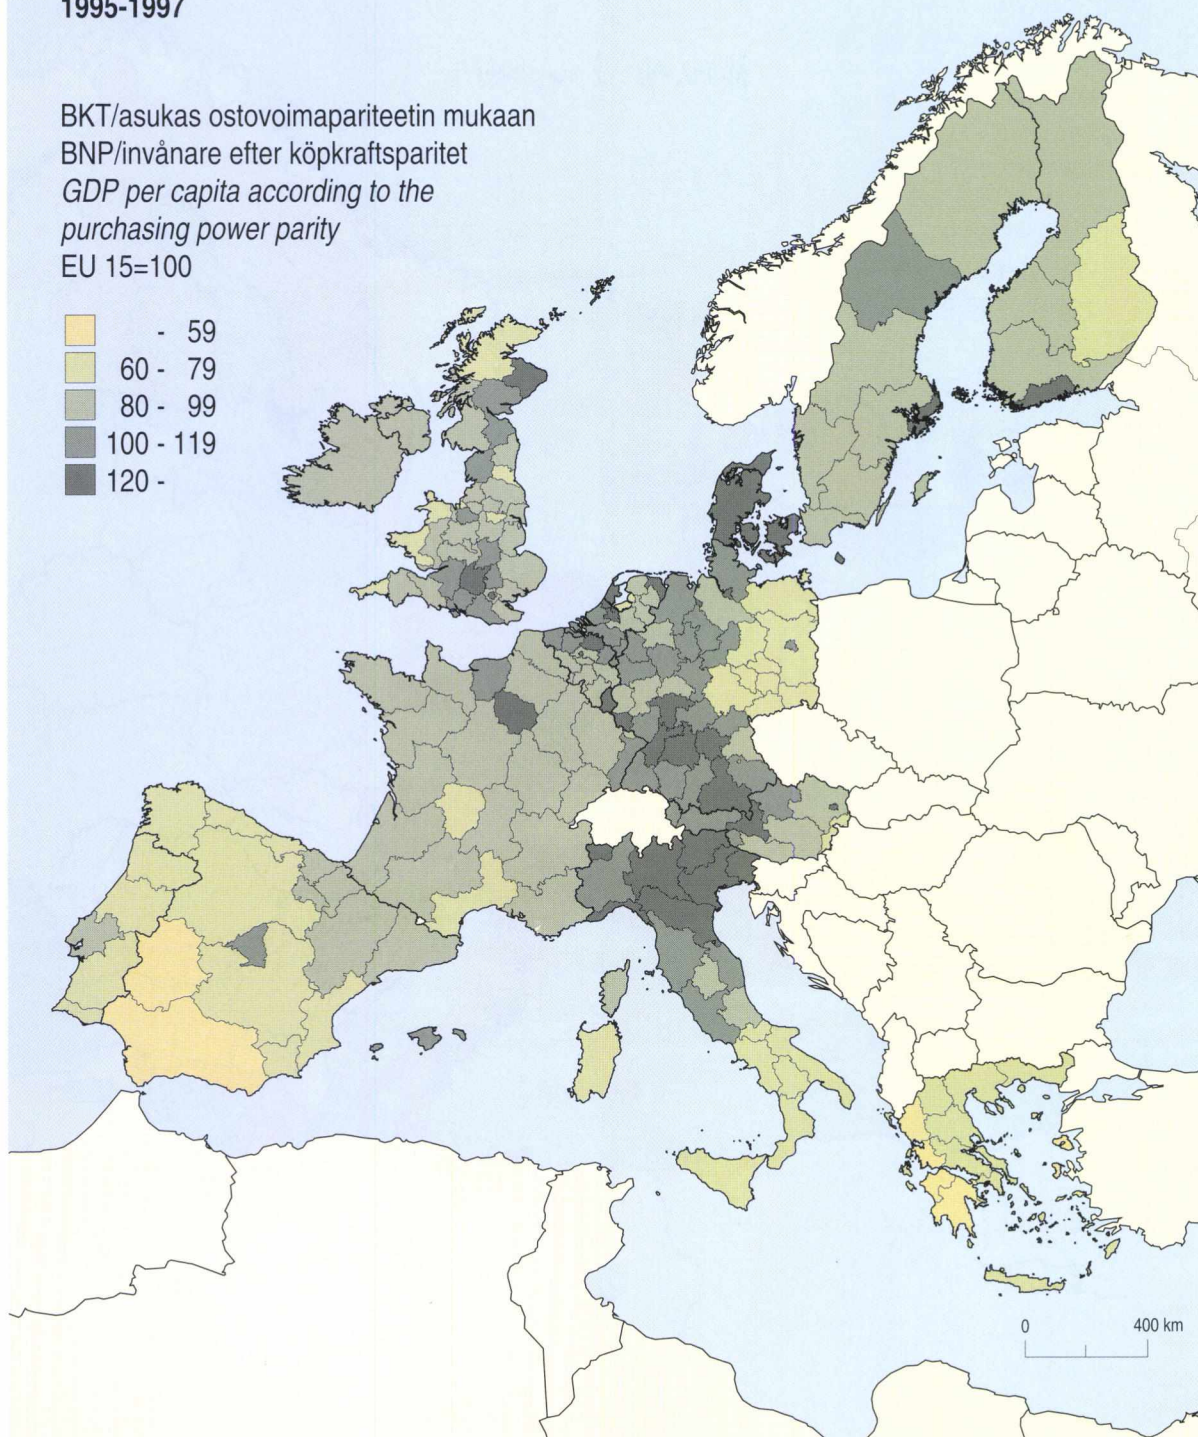 1995-1997
BKT/asukas ostovoimapariteetin mukaan
BNP/invånare efter köpkraftsparitet
GDP per capita according to the
purchasing power parity
EU 15=100
- 59
60 - 79
80 - 99
100 - 119
120 -
0 400 km